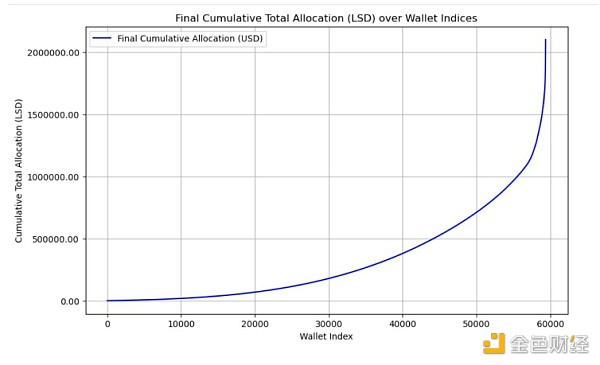 Final Cumulative Total Allocation (LSD) over Wallet Indices
Final Cumulative Allocation (USD)
2000000.00
1500000.00
1000000.00
500000.00
0.00
Cumulative Total Allocation (LSD)
0 10000 20000 30000 40000 50000 60000
Wallet Index
金色财经